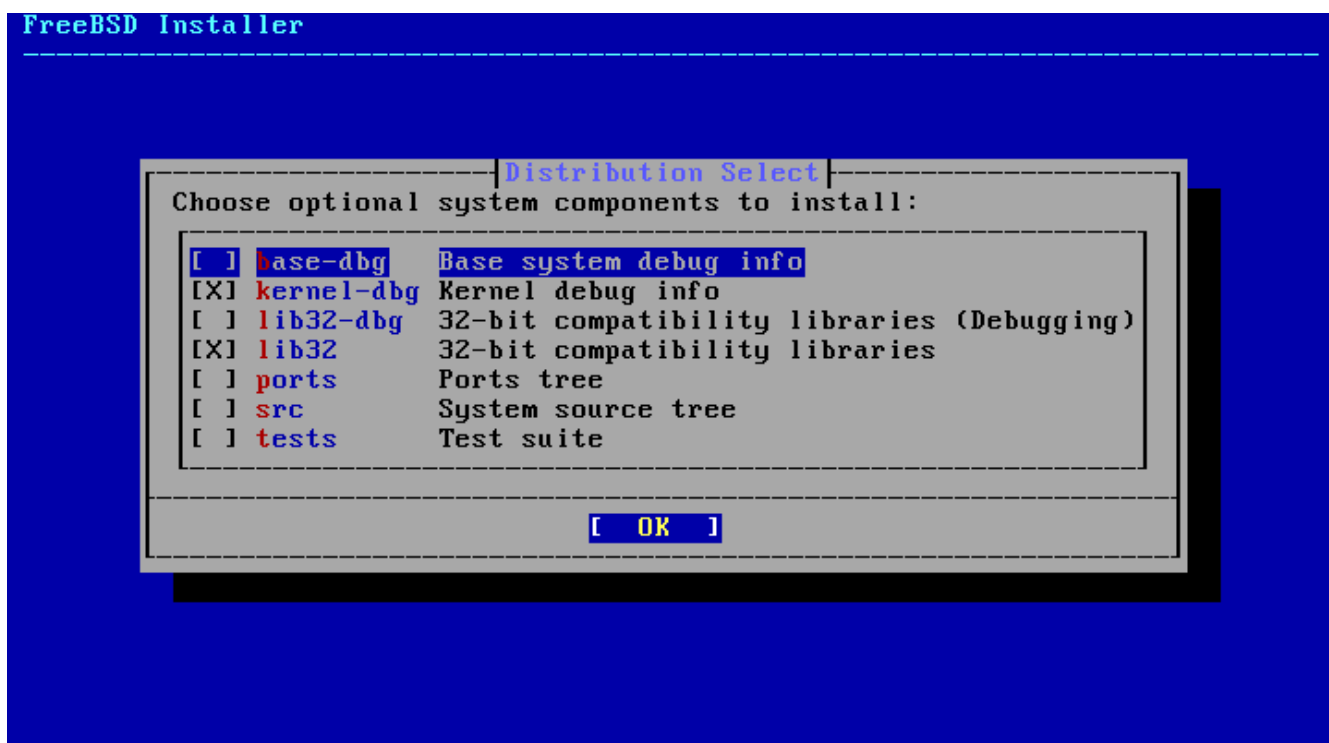 FreeBSD Installer
Distribution Select
Choose optional system components to install:
[ ] base-dbg Base system debug info
[X] kernel-dbg Kernel debug info
[ ] lib32-dbg 32-bit compatibility libraries (Debugging)
[X] lib32 32-bit compatibility libraries
[ ] ports Ports tree
[ ] src System source tree
[ ] tests Test suite
[ OK ]